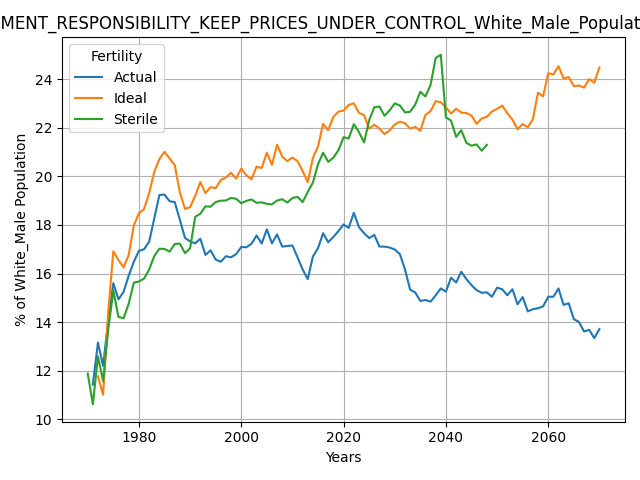 MENT_RESPONSIBILITY_KEEP_PRICES_UNDER_CONTROL_White_Male_Populat
Fertility
Actual
Ideal
Sterile
% of White_Male Population
24
22
20
18
16
14
12
10
1980 2000 2020 2040 2060
Years